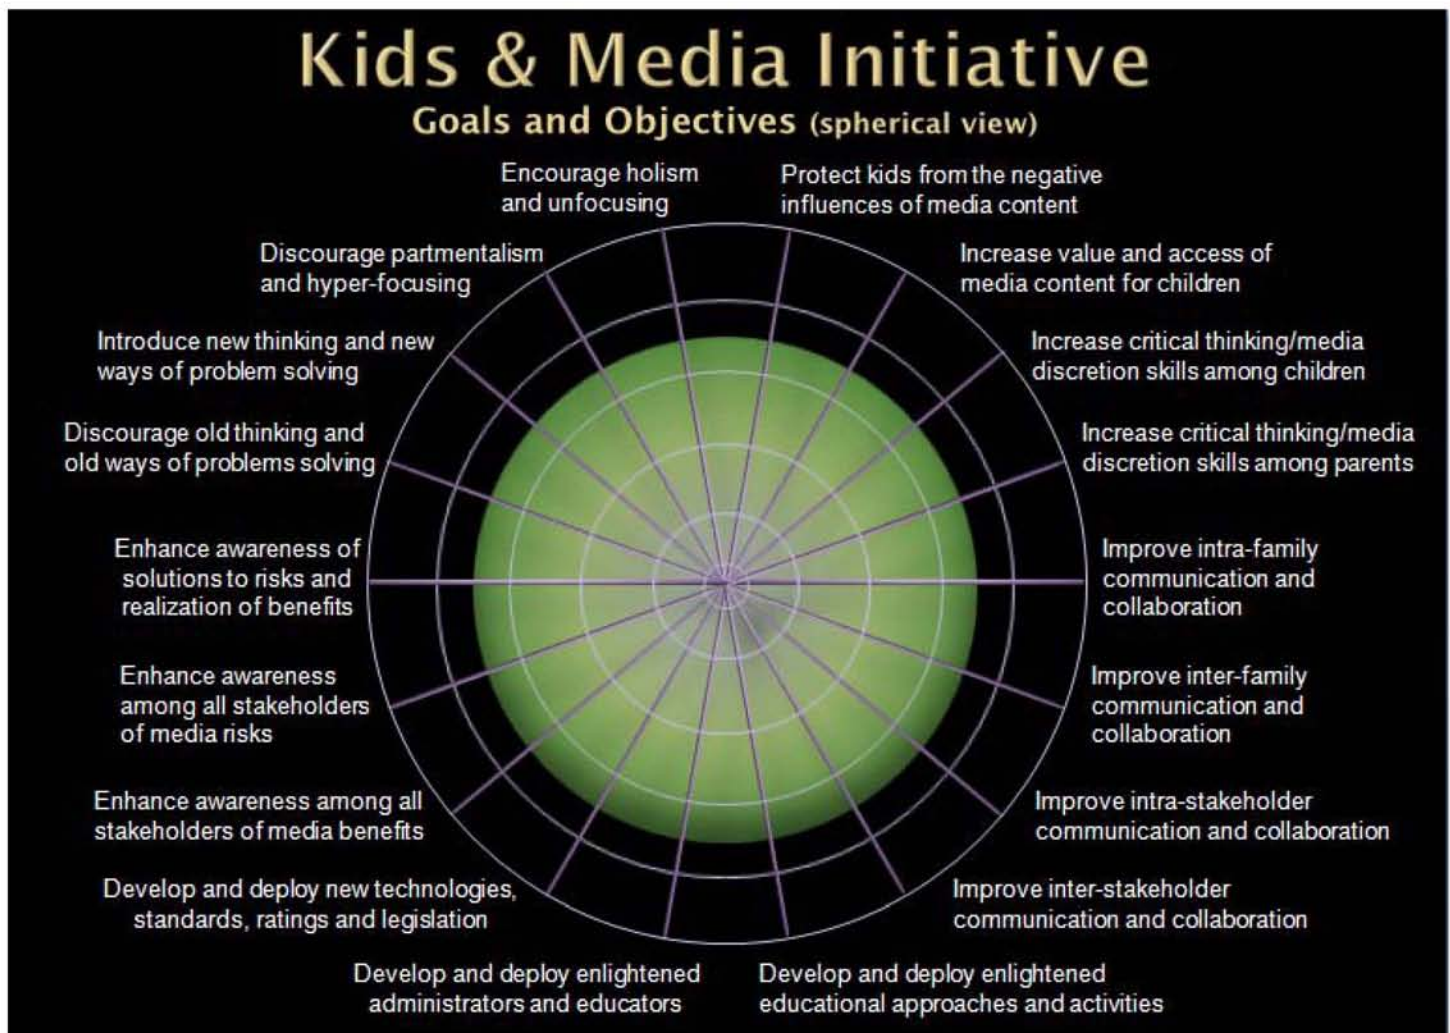 Kids & Media Initiative
Goals and Objectives (spherical view)
Encourage holism
and unfocusing
Protect kids from the negative
influences of media content
Discourage partmentalism
and hyper-focusing
Increase value and access of
media content for children
Introduce new thinking and new
ways of problem solving
Increase critical thinking/media
discretion skills among children
Discourage old thinking and
old ways of problems solving
Increase critical thinking/media
discretion skills among parents
Enhance awareness of
solutions to risks and
realization of benefits
Improve intra-family
communication and
collaboration
Enhance awareness
among all stakeholders
of media risks
Improve inter-family
communication and
collaboration
Enhance awareness among all
stakeholders of media benefits
Improve intra-stakeholder
communication and collaboration
Develop and deploy new technologies,
standards, ratings and legislation
Improve inter-stakeholder
communication and collaboration
Develop and deploy enlightened
administrators and educators
Develop and deploy enlightened
educational approaches and activities